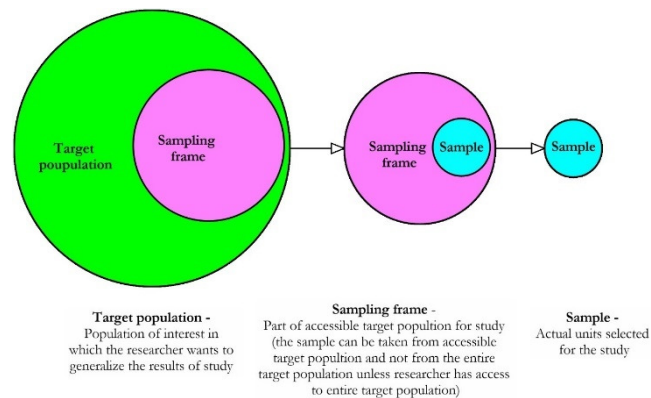 Target
poupulation
Sampling
frame
Sampling
frame
Sample
Sample
Target population -
Population of interest in
which the researcher wants to
generalize the results of study
Sampling frame -
Part of accessible target popultion for study
(the sample can be taken from accessible
target popultion and not from the entire
target population unless researcher has access
to entire target population)
Sample -
Actual units selected
for the study